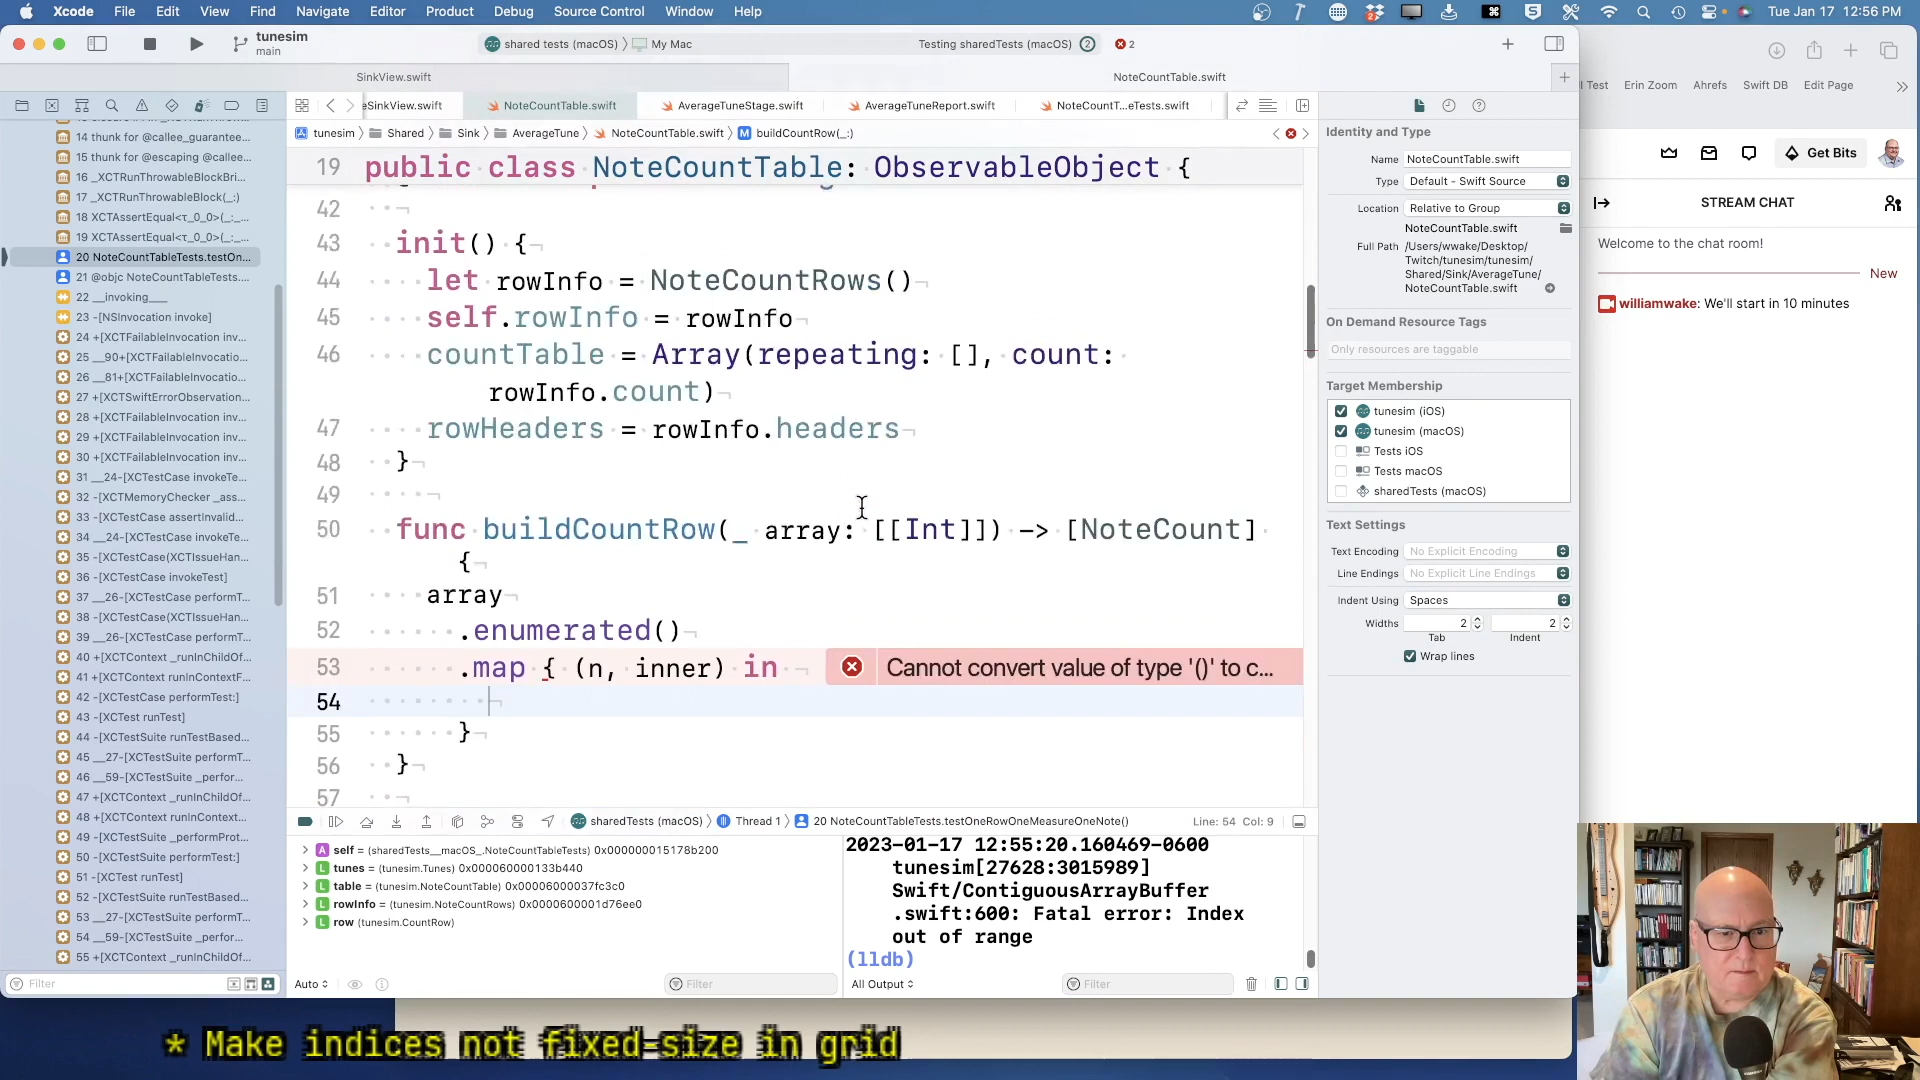 Xcode File Edit View Find Navigate Editor Product Debug Source Control Window Help Tue Jan 17 12:56 PM
tunesim
main
shared tests (macOS) 〉 My Mac
Testing sharedTests (macOS) 2 2
SinkView.swift
NoteCountTable.swift
eSinkView.swift NoteCountTable.swift AverageTuneStage.swift AverageTuneReport.swift NoteCountT...eTests.swift
tunesim 〉 Shared 〉 Sink 〉 AverageTune 〉 NoteCountTable.swift 〉 M buildCountRow(_:)
14 thunk for @callee_guarantee...
15 thunk for @escaping @callee...
16 _XCTRunThrowableBlockBri...
17 _XCTRunThrowableBlock(_:)
18 XCTAssertEqual<τ_0_0>(_:_...
19 XCTAssertEqual<τ_0_0>(_:_...
20 NoteCountTableTests.testOn...
21 @objc NoteCountTableTests....
22 __invoking___
23 -[NSInvocation invoke]
24 +[XCTFailableInvocation inv...
25 __90+[XCTFailableInvocatio...
26 __81+[XCTFailableInvocatio...
27 +[XCTSwiftErrorObservation...
28 +[XCTFailableInvocation inv...
29 +[XCTFailableInvocation inv...
30 +[XCTFailableInvocation inv...
31 __24-[XCTestCase invokeTe...
32 -[XCTMemoryChecker _ass...
33 -[XCTestCase assertInvalid...
34 __24-[XCTestCase invokeTe...
35 -[XCTestCase(XCTIssueHan...
36 -[XCTestCase invokeTest]
37 __26-[XCTestCase performT...
38 -[XCTestCase(XCTIssueHan...
39 __26-[XCTestCase performT...
40 +[XCTContext _runInChildOf...
41 +[XCTContext runInContextF...
42 -[XCTestCase performTest:]
43 -[XCTest runTest]
44 -[XCTestSuite runTestBased...
45 __27-[XCTestSuite performT...
46 __59-[XCTestSuite _perfor...
47 +[XCTContext _runInChildOf...
48 +[XCTContext runInContext...
49 -[XCTestSuite _performProt...
50 -[XCTestSuite performTest:]
51 -[XCTest runTest]
52 -[XCTestSuite runTestBased...
53 __27-[XCTestSuite performT...
54 __59-[XCTestSuite _perfor...
55 +[XCTContext _runInChildOf...
Filter
19 public class NoteCountTable: ObservableObject {
42
43 init() {
44 let rowInfo = NoteCountRows()
45 self.rowInfo = rowInfo
46 countTable = Array(repeating: [], count:
rowInfo.count)
47 rowHeaders = rowInfo.headers
48 }
49
50 func buildCountRow(_ array: [[Int]]) -> [NoteCount]
{
51 array
52 .enumerated()
53 .map { (n, inner) in Cannot convert value of type '()' to c...
54
55 }
56 }
57
sharedTests (macOS) 〉 Thread 1 〉 20 NoteCountTableTests.testOneRowOneMeasureOneNote()
Line: 54 Col: 9
A self = (sharedTests__macOS_.NoteCountTableTests) 0x000000015178b200
L tunes = (tunesim.Tunes) 0x000060000133b440
L table = (tunesim.NoteCountTable) 0x00006000037fc3c0
L rowInfo = (tunesim.NoteCountRows) 0x0000600001d76ee0
L row (tunesim.CountRow)
Auto Filter
2023-01-17 12:55:20.160469-0600
tunesim[27628:3015989]
Swift/ContiguousArrayBuffer
.swift:600: Fatal error: Index
out of range
(lldb)
All Output Filter
Identity and Type
Name NoteCountTable.swift
Type Default - Swift Source
Location Relative to Group
NoteCountTable.swift
Full Path /Users/wwake/Desktop/
Twitch/tunesim/tunesim/
Shared/Sink/AverageTune/
NoteCountTable.swift
On Demand Resource Tags
Only resources are taggable
Target Membership
tunesim (iOS)
tunesim (macOS)
Tests iOS
Tests macOS
sharedTests (macOS)
Text Settings
Text Encoding No Explicit Encoding
Line Endings No Explicit Line Endings
Indent Using Spaces
Widths 2 2
Tab Indent
Wrap lines
l Test Erin Zoom Ahrefs Swift DB Edit Page
Get Bits
STREAM CHAT
Welcome to the chat room!
New
williamwake: We'll start in 10 minutes
* Make indices not fixed-size in grid